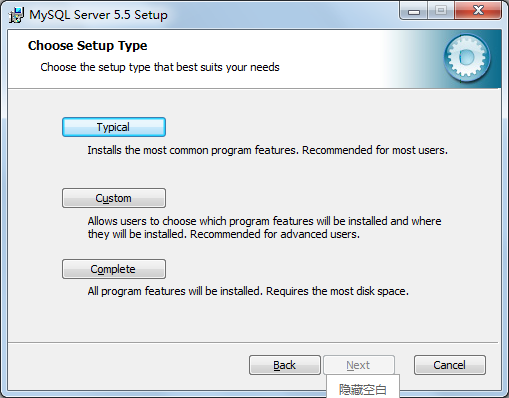 MySQL Server 5.5 Setup
Choose Setup Type
Choose the setup type that best suits your needs
Typical
Installs the most common program features. Recommended for most users.
Custom
Allows users to choose which program features will be installed and where
they will be installed. Recommended for advanced users.
Complete
All program features will be installed. Requires the most disk space.
Back Next Cancel
隐藏空白